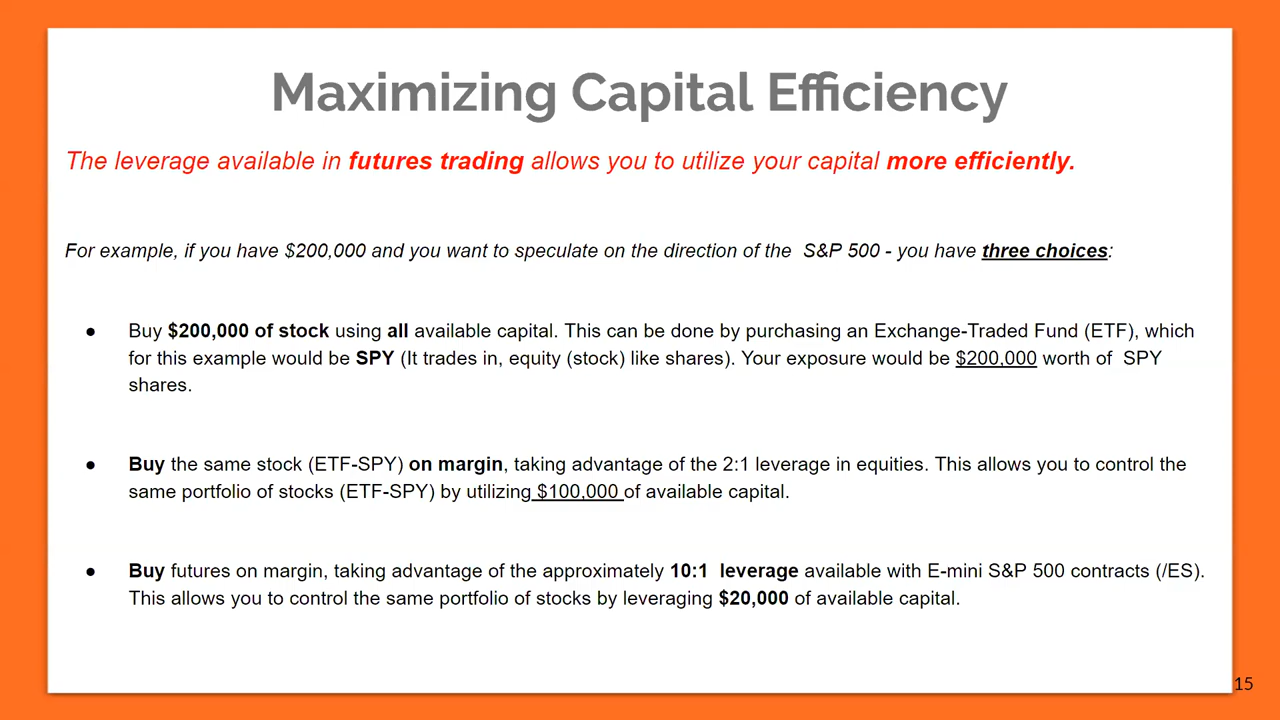 Maximizing Capital Efficiency
The leverage available in futures trading allows you to utilize your capital more efficiently.
For example, if you have $200,000 and you want to speculate on the direction of the  S&P 500 - you have three choices:
● Buy $200,000 of stock using all available capital. This can be done by purchasing an Exchange-Traded Fund (ETF), which
for this example would be SPY (It trades in, equity (stock) like shares). Your exposure would be $200,000 worth of  SPY
shares.
● Buy the same stock (ETF-SPY) on margin, taking advantage of the 2:1 leverage in equities. This allows you to control the
same portfolio of stocks (ETF-SPY) by utilizing $100,000 of available capital.
● Buy futures on margin, taking advantage of the approximately 10:1  leverage available with E-mini S&P 500 contracts (/ES).
This allows you to control the same portfolio of stocks by leveraging $20,000 of available capital.
15